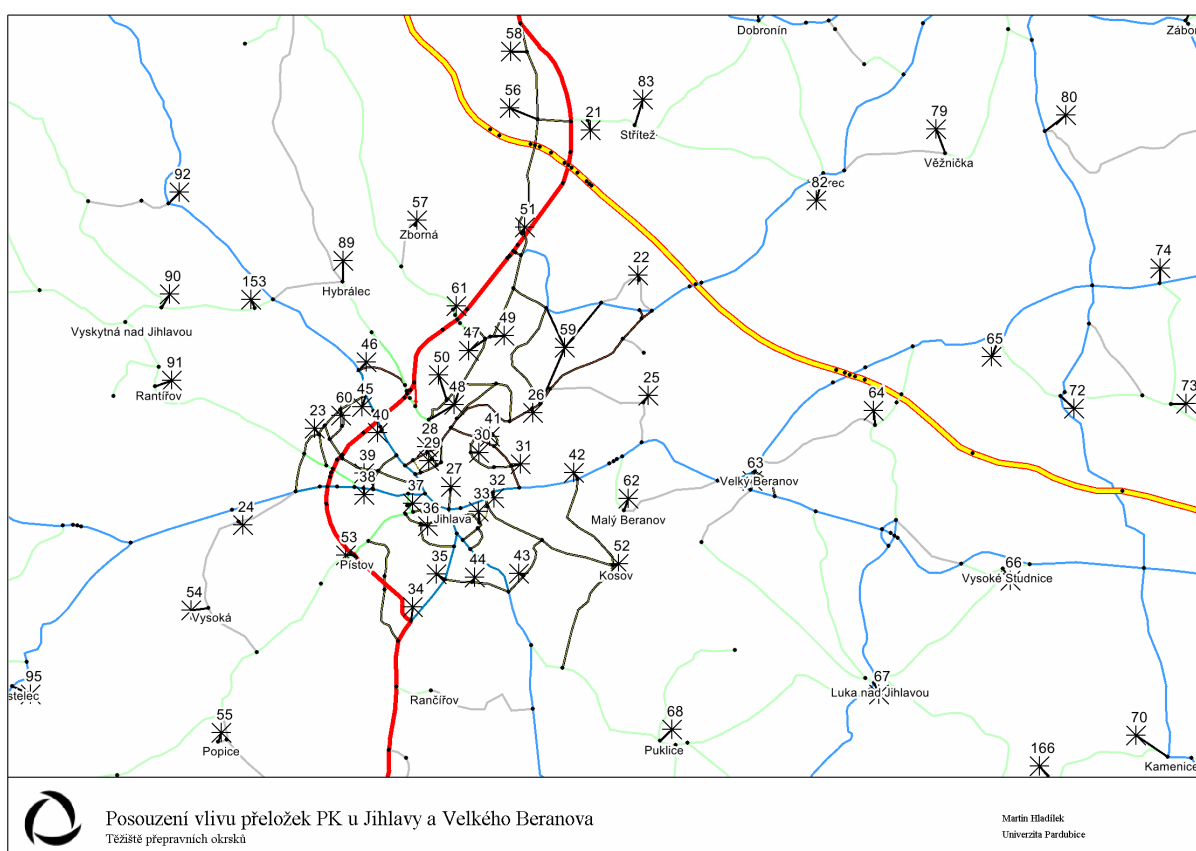 58
Dobronín
Zábor
83
56
21
Střítež
79
80
Věžnička
92
82
rec
57
Zborná
51
89
Hybrálec
22
74
90
153
Vyskytná nad Jihlavou
61
47
49
59
65
46
50
91
Rantířov
48
26
25
64
72
73
60
45
23
40
41
28
29
30
31
39
38
27
42
63
Velký Beranov
37
36
33
32
62
Malý Beranov
Jihlava
24
53
Pístov
35
44
43
52
Kosov
66
Vysoké Studnice
54
Vysoká
34
95
stelec
Rančířov
67
Luka nad Jihlavou
55
Popice
68
Puklice
70
166
Kamenice
Posouzení vlivu přeložek PK u Jihlavy a Velkého Beranova
Těžiště přepravních okrsků
Martin Hladílek
Univerzita Pardubice